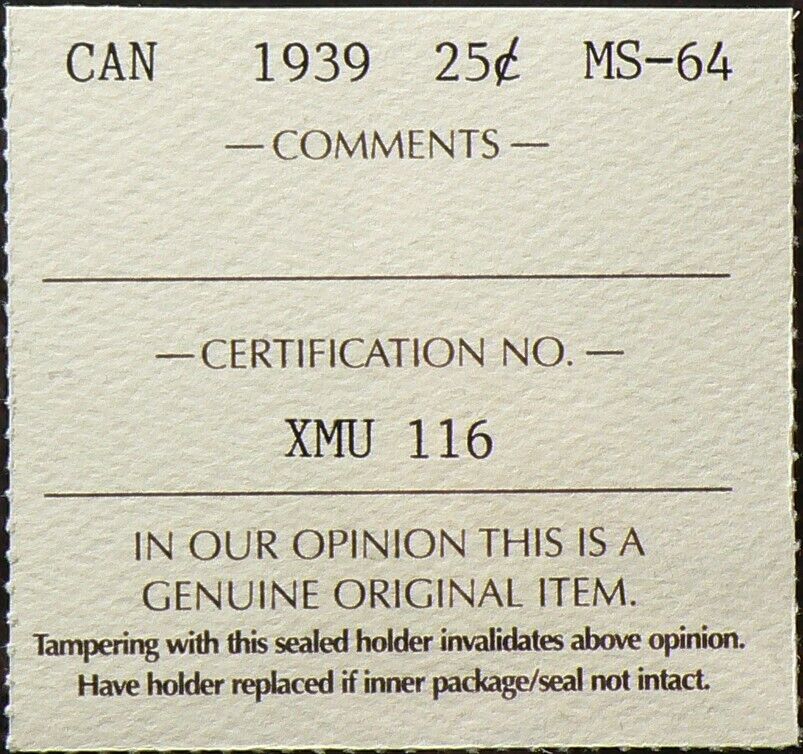 CAN 1939 25¢ MS-64
—COMMENTS—
—CERTIFICATION NO.—
XMU 116
IN OUR OPINION THIS IS A
GENUINE ORIGINAL ITEM.
Tampering with this sealed holder invalidates above opinion.
Have holder replaced if inner package/seal not intact.